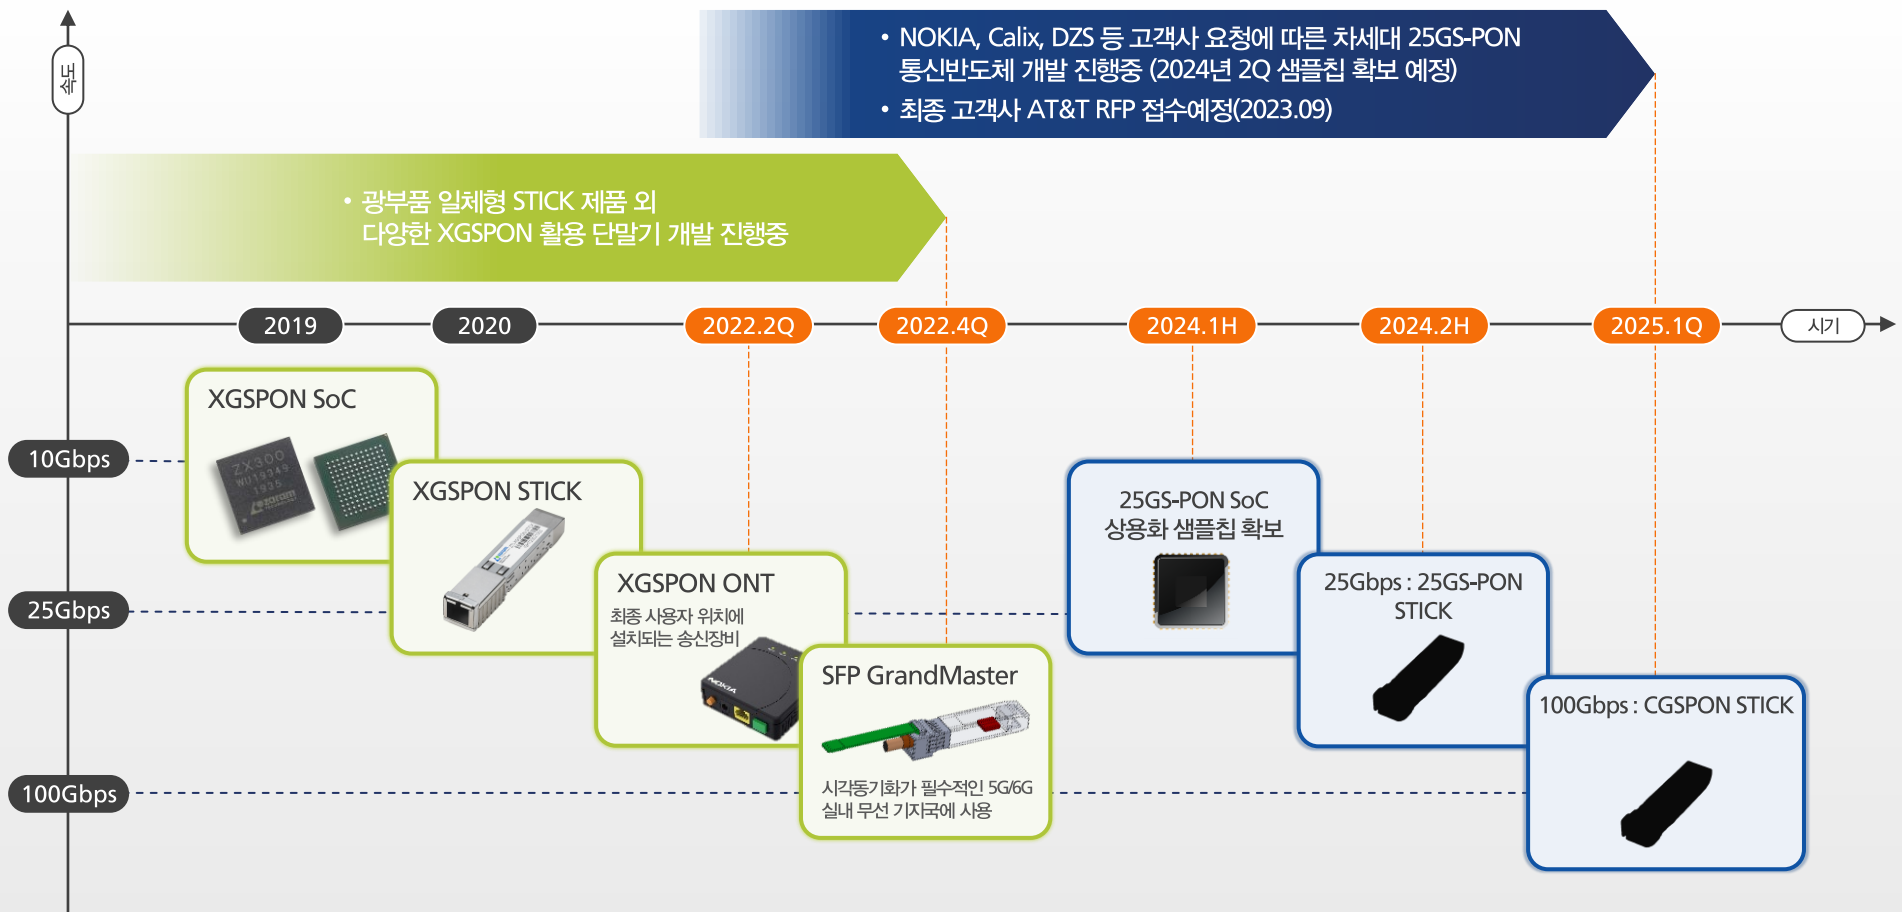 속도
• NOKIA, Calix, DZS 등 고객사 요청에 따른 차세대 25GS-PON
통신반도체 개발 진행중 (2024년 2Q 샘플칩 확보 예정)
• 최종 고객사 AT&T RFP 접수예정(2023.09)
• 광부품 일체형 STICK 제품 외
다양한 XGSPON 활용 단말기 개발 진행중
2019
2020
2022.2Q
2022.4Q
2024.1H
2024.2H
2025.1Q
시기
10Gbps
25Gbps
100Gbps
XGSPON SoC
ZX300
WU19349
1935
XGSPON STICK
XGSPON ONT
최종 사용자 위치에
설치되는 송신장비
NOKIA
SFP GrandMaster
시각동기화가 필수적인 5G/6G
실내 무선 기지국에 사용
25GS-PON SoC
상용화 샘플칩 확보
25Gbps : 25GS-PON
STICK
100Gbps : CGSPON STICK